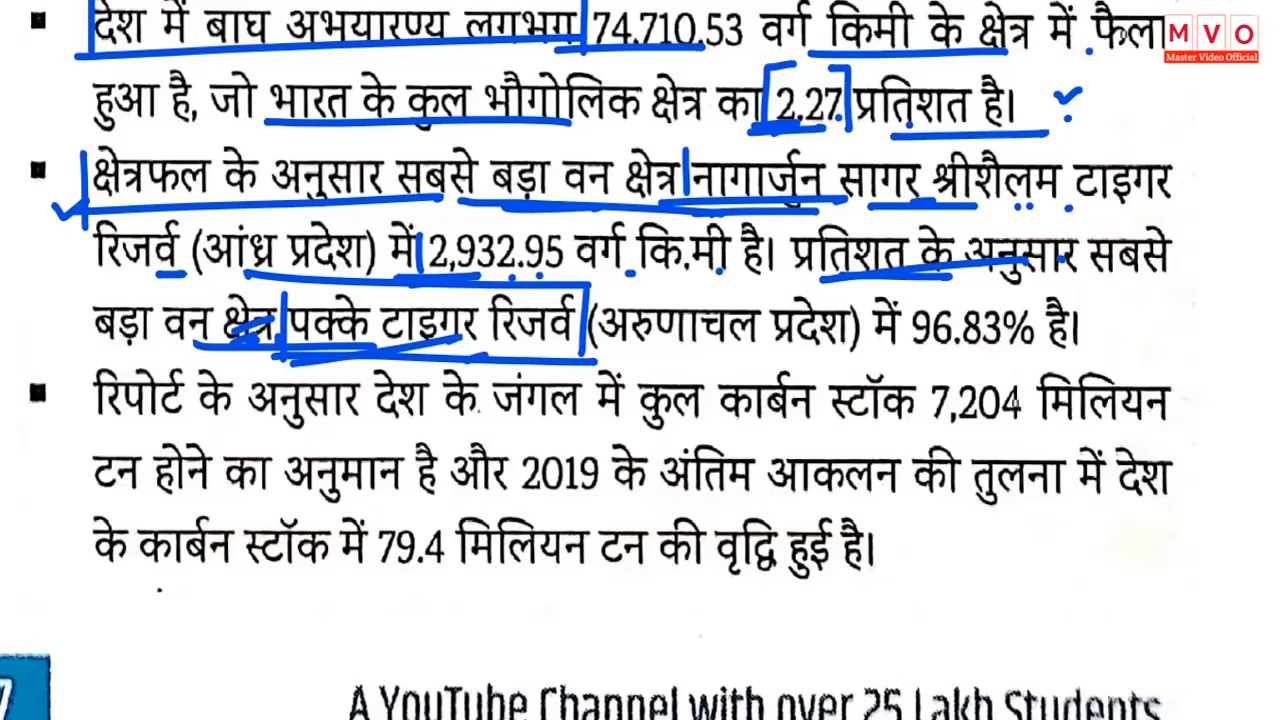 देश में बाघ अभयारण्य लगभग 74,710.53 वर्ग किमी के क्षेत्र में फैला
MVO
Master Video Official
हुआ है, जो भारत के कुल भौगोलिक क्षेत्र का 2.27 प्रतिशत है।
क्षेत्रफल के अनुसार सबसे बड़ा वन क्षेत्र नागार्जुन सागर श्रीशैलम टाइगर
रिजर्व (आंध्र प्रदेश) में 2,932.95 वर्ग कि.मी है। प्रतिशत के अनुसार सबसे
बड़ा वन क्षेत्र पक्के टाइगर रिजर्व (अरुणाचल प्रदेश) में 96.83% है।
रिपोर्ट के अनुसार देश के जंगल में कुल कार्बन स्टॉक 7,204 मिलियन
टन होने का अनुमान है और 2019 के अंतिम आकलन की तुलना में देश
के कार्बन स्टॉक में 79.4 मिलियन टन की वृद्धि हुई है।
A YouTube Channel with over 25 Lakh Students